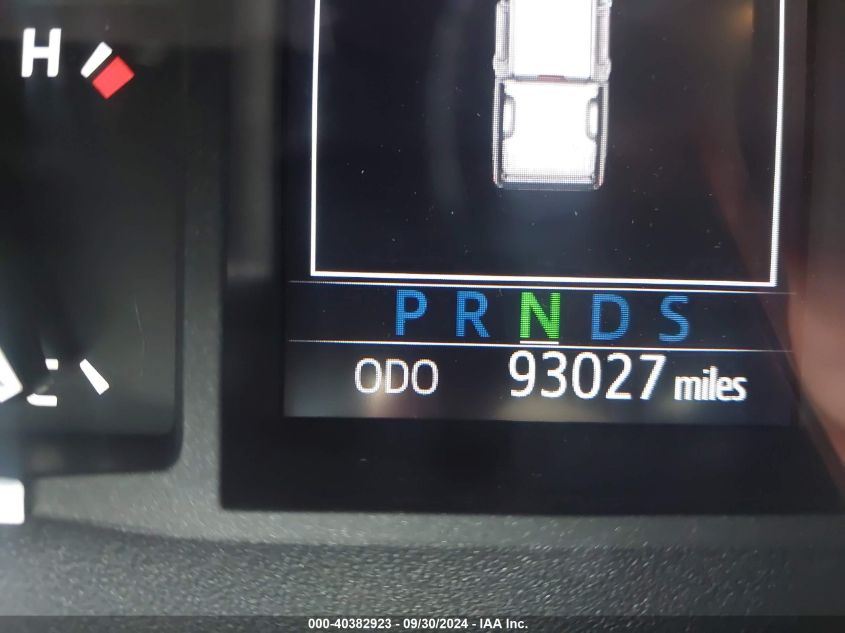 H
P R N D S
ODO 93027 miles
C
000-40382923 - 09/30/2024 - IAA Inc.